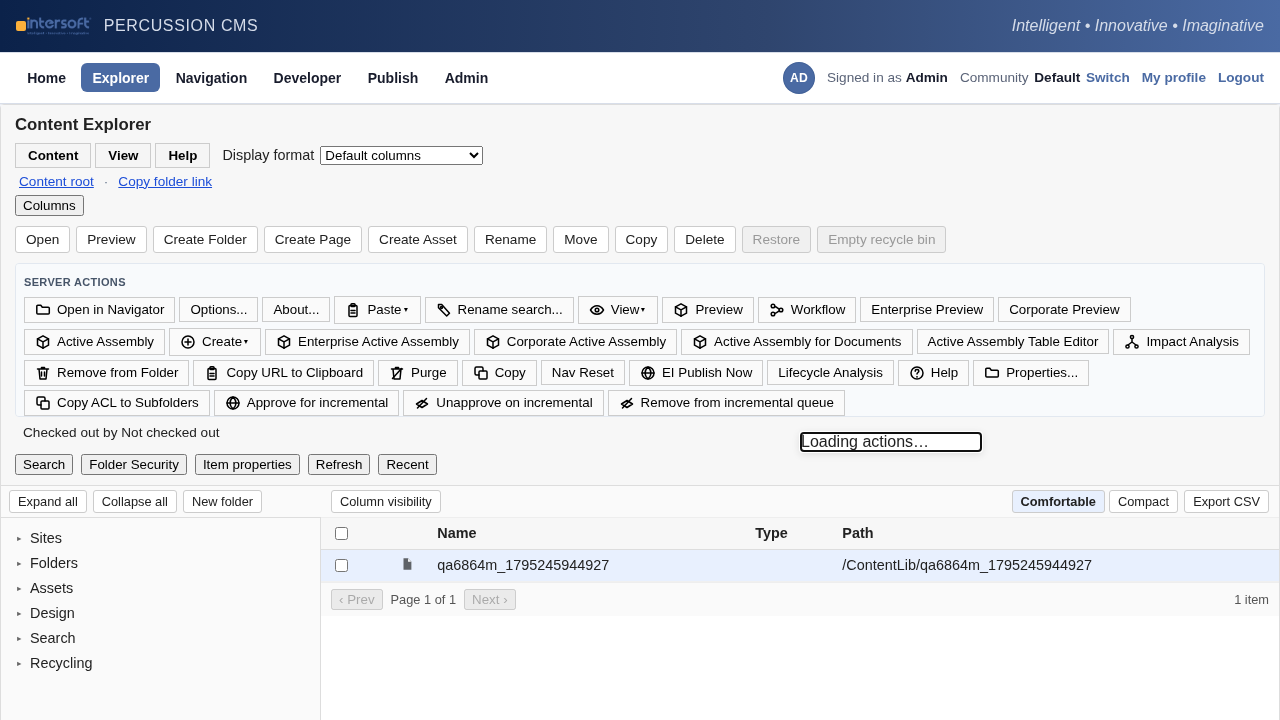 intersoft PERCUSSION CMS Intelligent • Innovative • Imaginative
Home Explorer Navigation Developer Publish Admin AD Signed in as Admin Community Default Switch My profile Logout
Content Explorer
Content View Help Display format Default columns
Content root · Copy folder link
Columns
Open Preview Create Folder Create Page Create Asset Rename Move Copy Delete Restore Empty recycle bin
SERVER ACTIONS
Open in Navigator Options... About... Paste Rename search... View Preview Workflow Enterprise Preview Corporate Preview
Active Assembly Create Enterprise Active Assembly Corporate Active Assembly Active Assembly for Documents Active Assembly Table Editor Impact Analysis
Remove from Folder Copy URL to Clipboard Purge Copy Nav Reset EI Publish Now Lifecycle Analysis Help Properties...
Copy ACL to Subfolders Approve for incremental Unapprove on incremental Remove from incremental queue
Checked out by Not checked out
Loading actions…
Search Folder Security Item properties Refresh Recent
Expand all Collapse all New folder Column visibility Comfortable Compact Export CSV
Name Type Path
qa6864m_1795245944927 /ContentLib/qa6864m_1795245944927
‹ Prev Page 1 of 1 Next › 1 item
Sites
Folders
Assets
Design
Search
Recycling